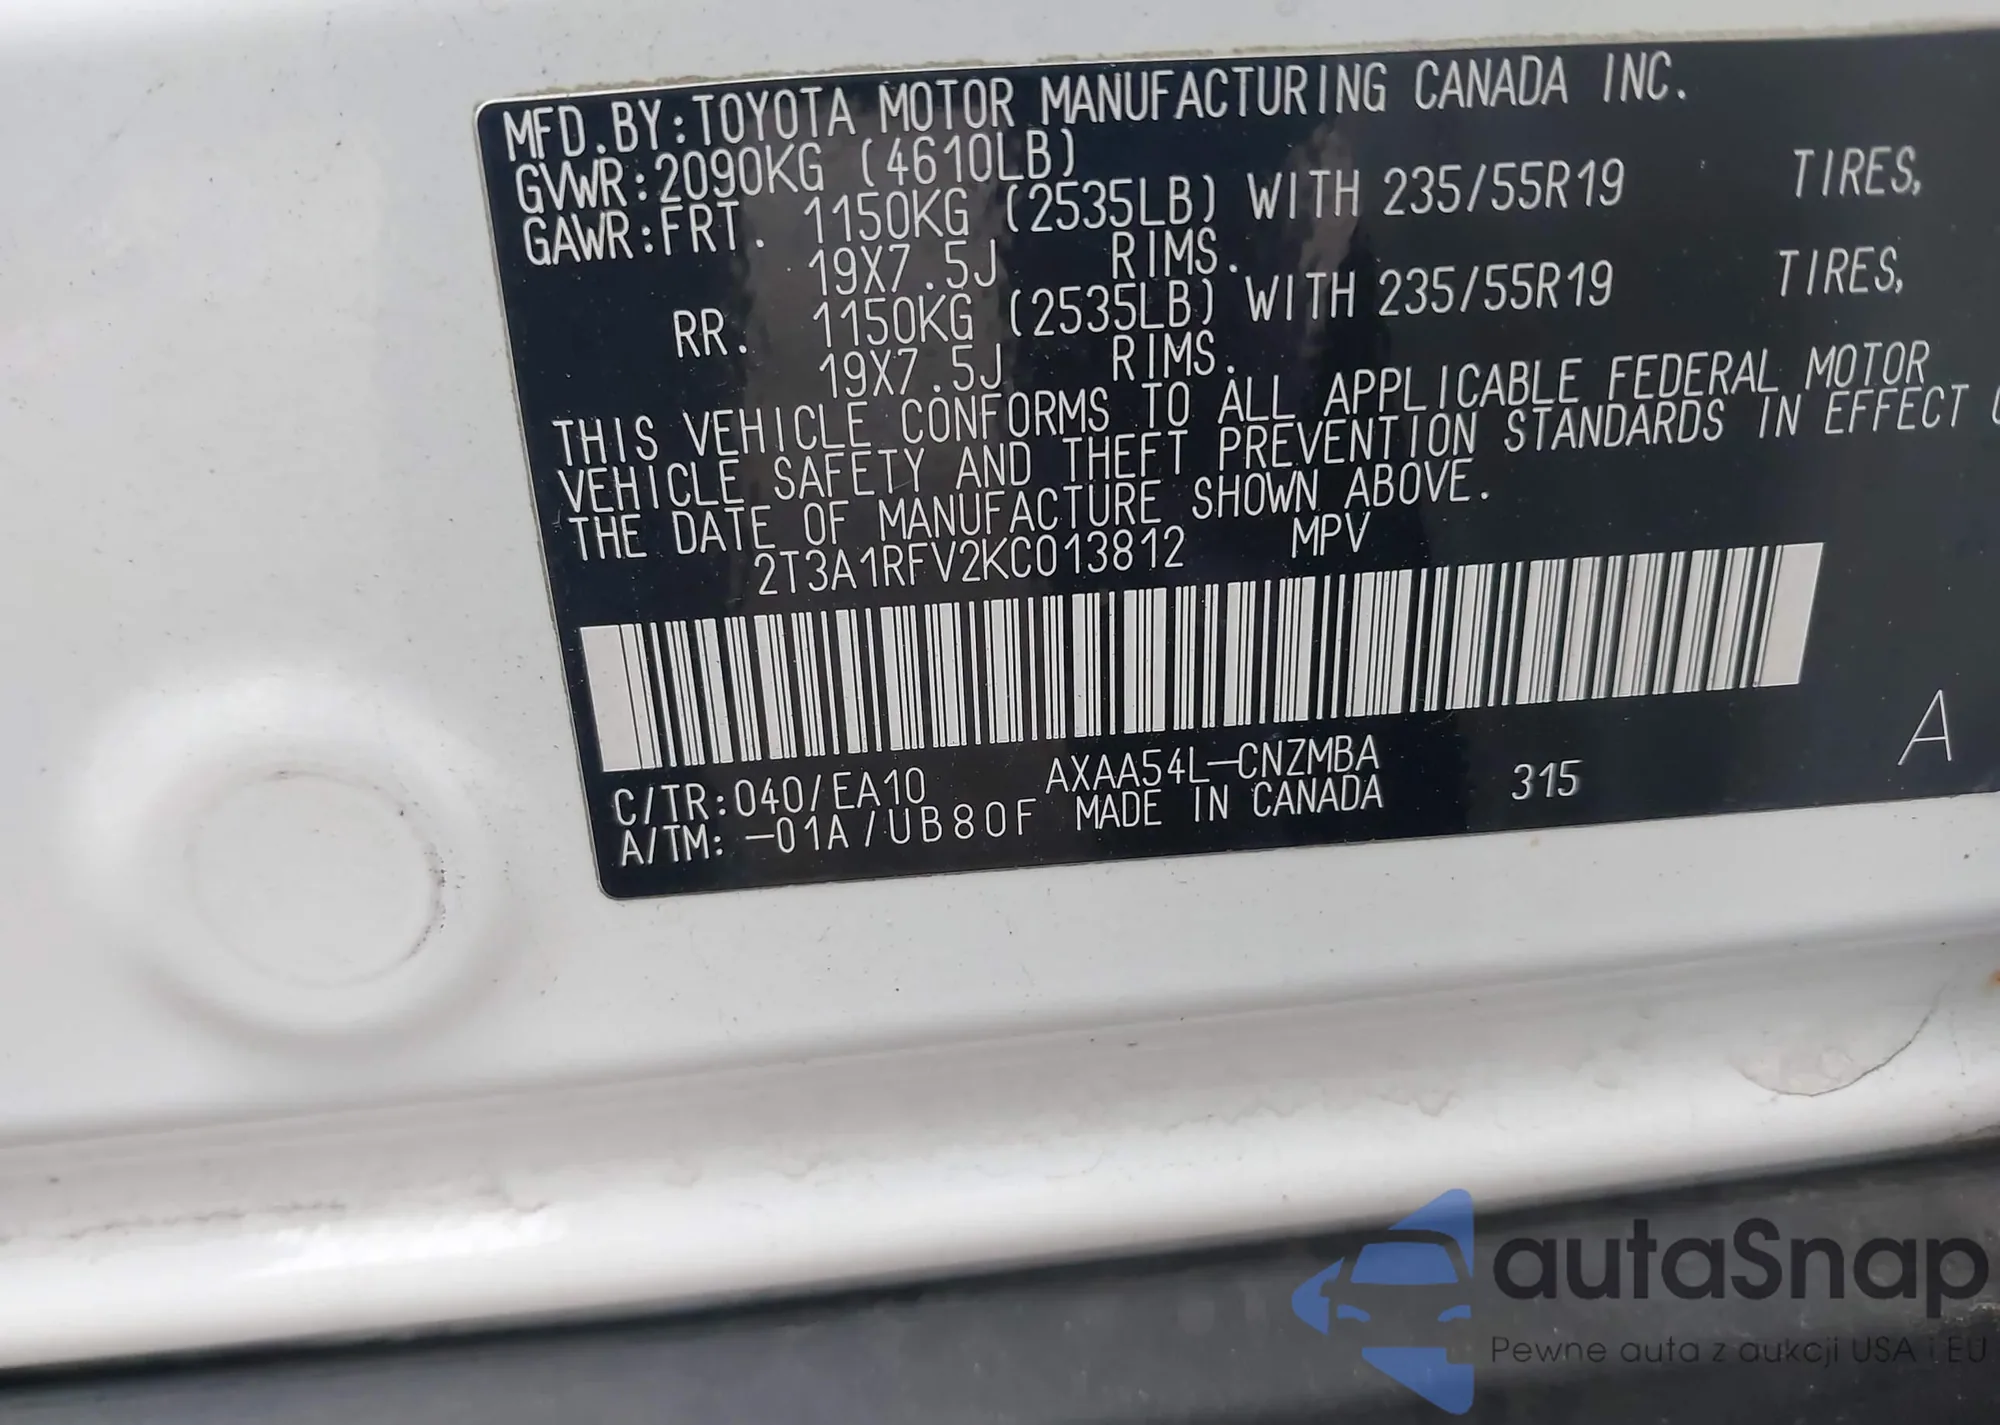 MFD.BY:TOYOTA MOTOR MANUFACTURING CANADA INC.
GVWR:2090KG (4610LB)
GAWR:FRT. 1150KG (2535LB) WITH 235/55R19 TIRES,
19X7.5J RIMS.
RR. 1150KG (2535LB) WITH 235/55R19 TIRES,
19X7.5J RIMS.
THIS VEHICLE CONFORMS TO ALL APPLICABLE FEDERAL MOTOR
VEHICLE SAFETY AND THEFT PREVENTION STANDARDS IN EFFECT
THE DATE OF MANUFACTURE SHOWN ABOVE.
2T3A1RFV2KC013812 MPV
C/TR:040/EA10 AXAA54L-CNZMBA 315 A
A/TM:-01A/UB80F MADE IN CANADA
autaSnap
Pewne auta z aukcji USA i EU